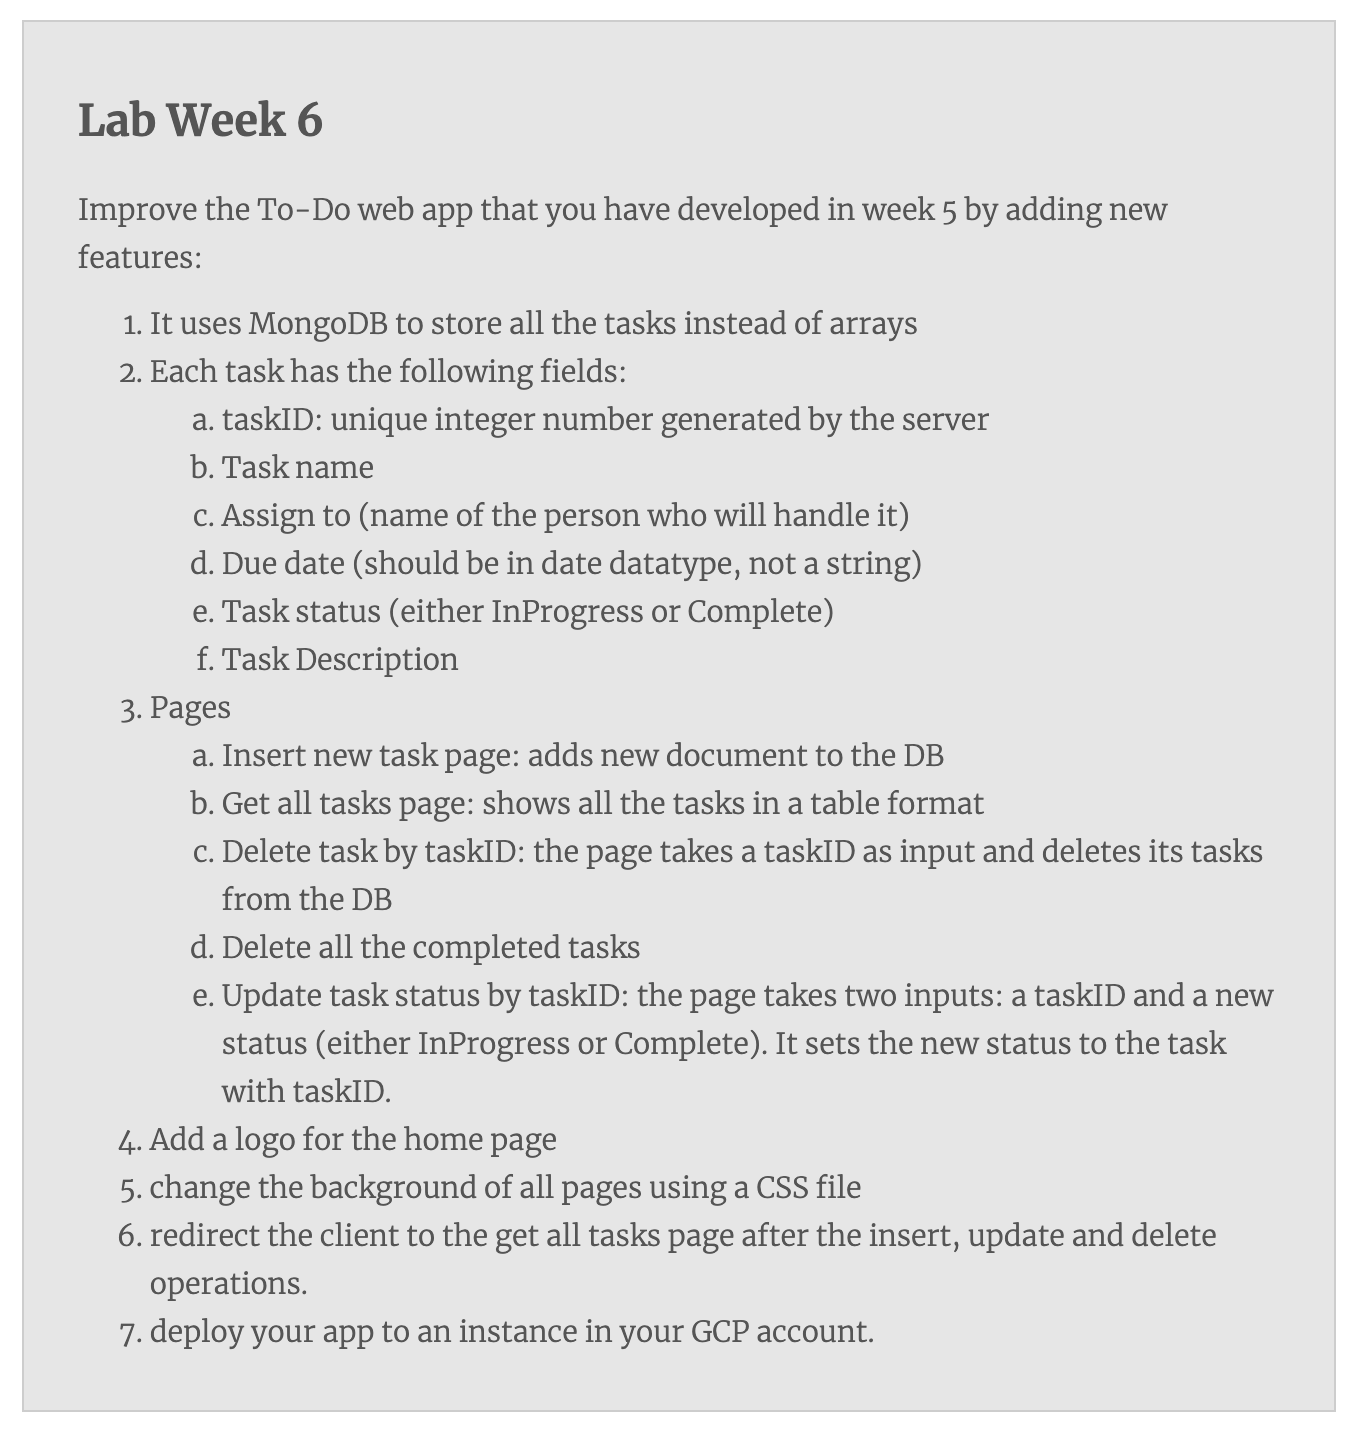 Lab Week 6
Improve the To-Do web app that you have developed in week 5 by adding new
features:
1. It uses MongoDB to store all the tasks instead of arrays
2. Each task has the following fields:
a. taskID: unique integer number generated by the server
b. Task name
c. Assign to (name of the person who will handle it)
d. Due date (should be in date datatype, not a string)
e. Task status (either InProgress or Complete)
f. Task Description
3. Pages
a. Insert new task page: adds new document to the DB
b. Get all tasks page: shows all the tasks in a table format
c. Delete task by taskID: the page takes a taskID as input and deletes its tasks
from the DB
d. Delete all the completed tasks
e. Update task status by taskID: the page takes two inputs: a taskID and a new
status (either InProgress or Complete). It sets the new status to the task
with taskID.
4. Add a logo for the home page
5. change the background of all pages using a CSS file
6. redirect the client to the get all tasks page after the insert, update and delete
operations.
7. deploy your app to an instance in your GCP account.